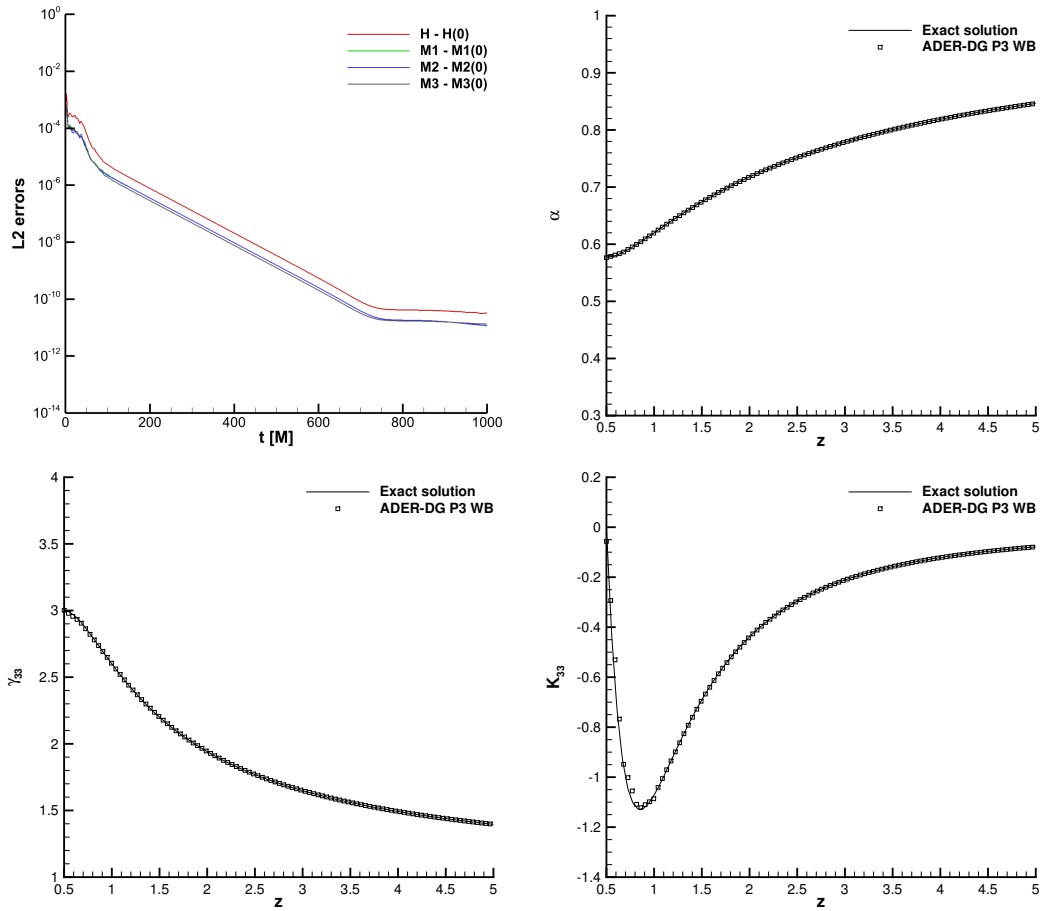 H - H(0)
M1 - M1(0)
M2 - M2(0)
M3 - M3(0)
10^0
10^-2
10^-4
10^-6
10^-8
10^-10
10^-12
10^-14
L2 errors
0 200 400 600 800 1000
t [M]
Exact solution
ADER-DG P3 WB
1
0.9
0.8
0.7
0.6
0.5
0.4
0.3
α
0.5 1 1.5 2 2.5 3 3.5 4 4.5 5
z
Exact solution
ADER-DG P3 WB
4
3.5
3
2.5
2
1.5
1
γ33
0.5 1 1.5 2 2.5 3 3.5 4 4.5 5
z
Exact solution
ADER-DG P3 WB
0.2
0
-0.2
-0.4
-0.6
-0.8
-1
-1.2
-1.4
K33
0.5 1 1.5 2 2.5 3 3.5 4 4.5 5
z